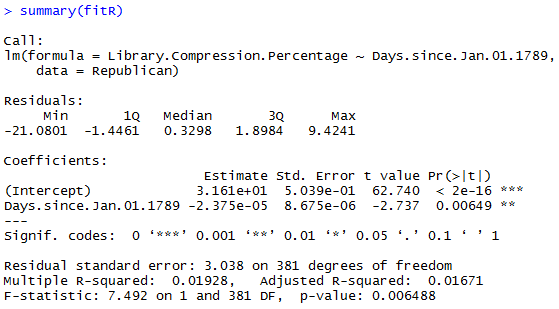 > summary(fitR)
Call:
lm(formula = Library.Compression.Percentage ~ Days.since.Jan.01.1789,
    data = Republican)
Residuals:
     Min       1Q   Median       3Q      Max
-21.0801  -1.4461   0.3298   1.8984   9.4241
Coefficients:
                         Estimate Std. Error t value Pr(>|t|)
(Intercept)             3.161e+01  5.039e-01  62.740  < 2e-16 ***
Days.since.Jan.01.1789 -2.375e-05  8.675e-06  -2.737  0.00649 **
---
Signif. codes:  0 ‘***’ 0.001 ‘**’ 0.01 ‘*’ 0.05 ‘.’ 0.1 ‘ ’ 1
Residual standard error: 3.038 on 381 degrees of freedom
Multiple R-squared:  0.01928,	Adjusted R-squared:  0.01671
F-statistic: 7.492 on 1 and 381 DF,  p-value: 0.006488